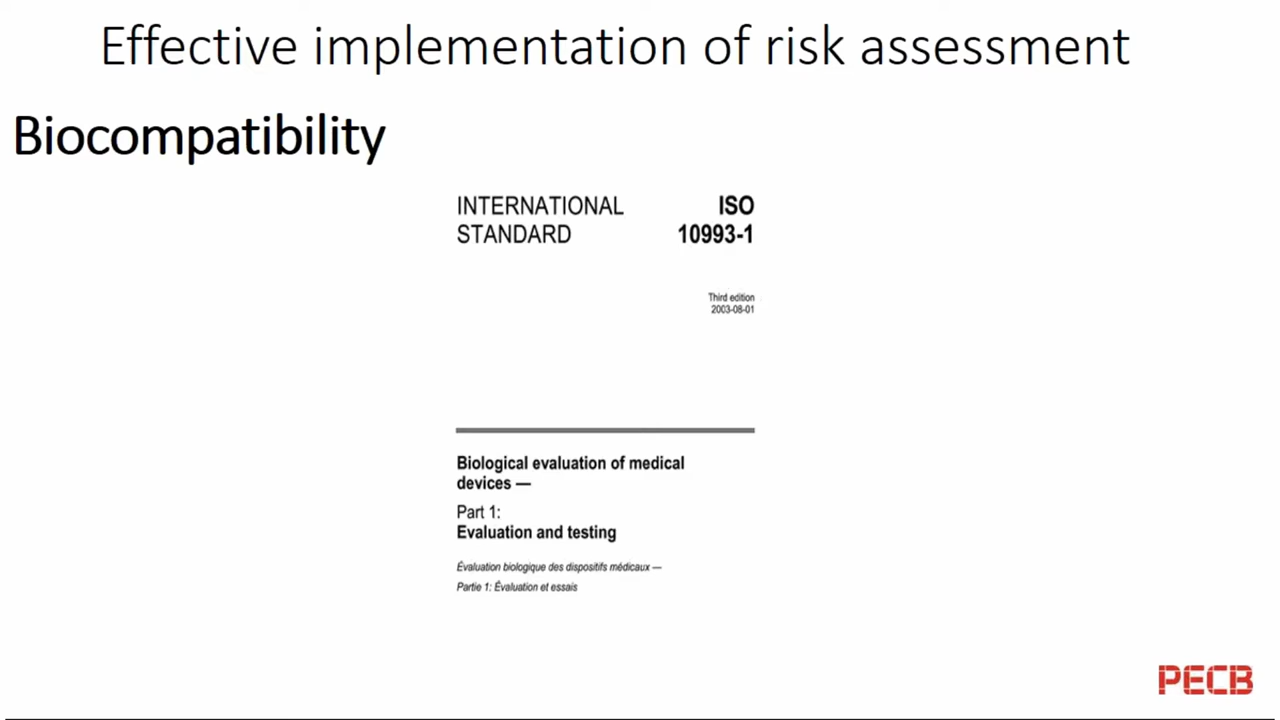 Effective implementation of risk assessment
Biocompatibility
INTERNATIONAL STANDARD
ISO 10993-1
Third edition
2003-08-01
Biological evaluation of medical
devices —
Part 1:
Evaluation and testing
Évaluation biologique des dispositifs médicaux —
Partie 1: Évaluation et essais
PECB